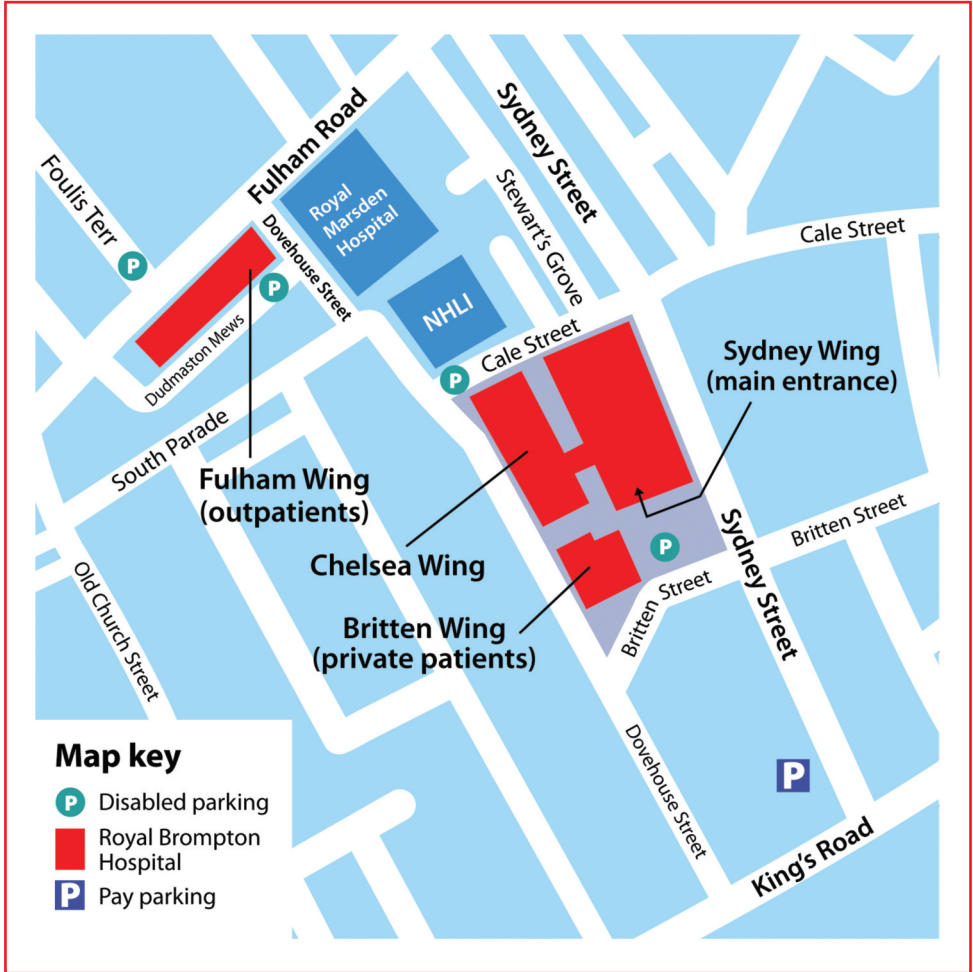 Sydney Street
Fulham Road
Foulis Terr
Royal
Marsden
Hospital
Stewart's Grove
Dovehouse Street
Cale Street
P
P
NHLI
Cale Street
Dudmaston Mews
P
Sydney Wing
(main entrance)
South Parade
Fulham Wing
(outpatients)
Chelsea Wing
P
Sydney Street
Britten Street
Britten Street
Old Church Street
Britten Wing
(private patients)
Dovehouse Street
P
King's Road
Map key
P Disabled parking
Royal Brompton
Hospital
P Pay parking